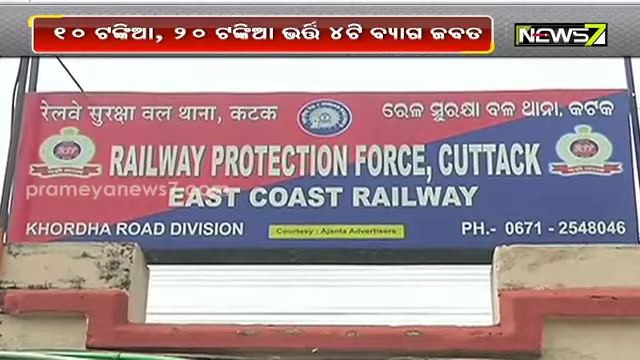 ୧୦ ଟଙ୍କିଆ, ୨୦ ଟଙ୍କିଆ ଭର୍ତ୍ତି ୪ଟି ବ୍ୟାଗ ଜବତ
NEWS7
रेलवे सुरक्षा वल थाना, कटक
ରେଳ ସୁରକ୍ଷା ବଳ ଥାନା, କଟକ
RAILWAY PROTECTION FORCE, CUTTACK
prameyanews7.com
EAST COAST RAILWAY
KHORDHA ROAD DIVISION
Courtesy : Ajanta Advertisers
PH.- 0671 - 2548046